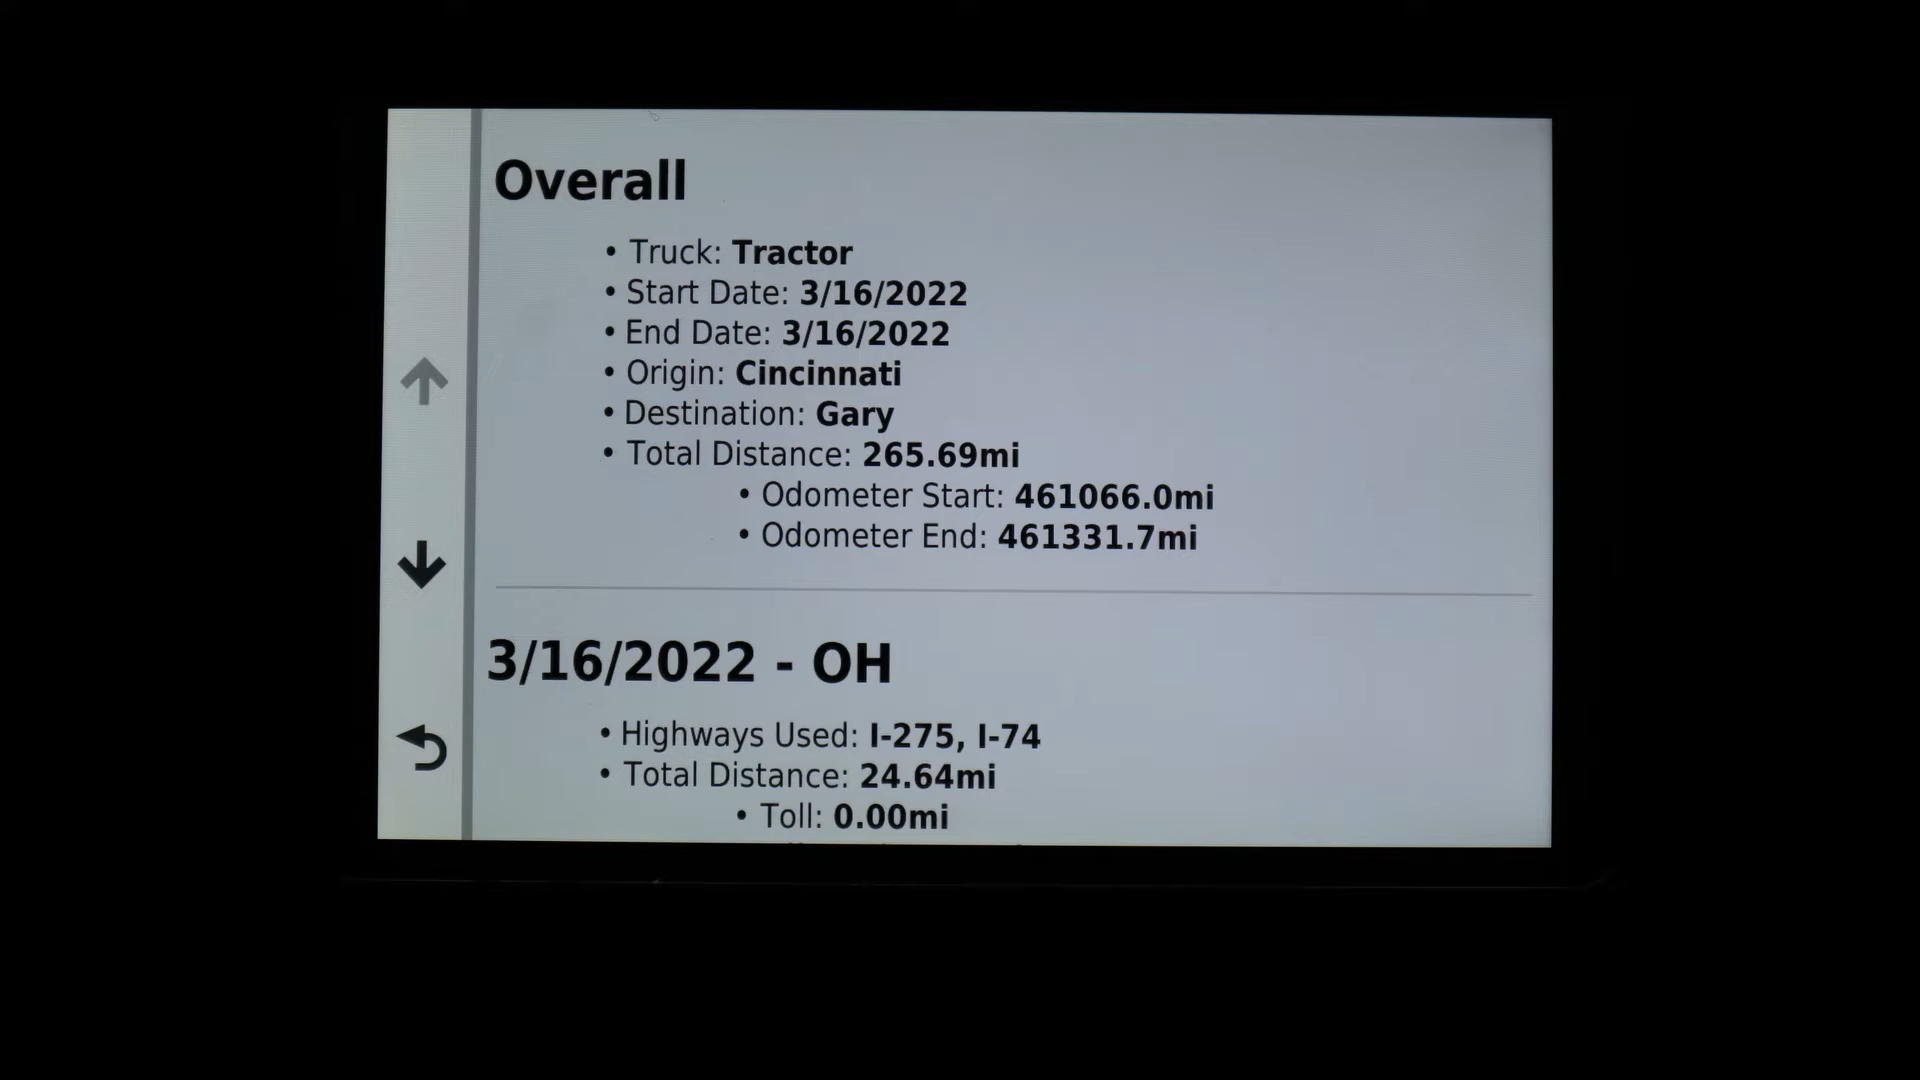 Overall
• Truck: Tractor
• Start Date: 3/16/2022
• End Date: 3/16/2022
• Origin: Cincinnati
• Destination: Gary
• Total Distance: 265.69mi
• Odometer Start: 461066.0mi
• Odometer End: 461331.7mi
3/16/2022 - OH
• Highways Used: I-275, I-74
• Total Distance: 24.64mi
• Toll: 0.00mi